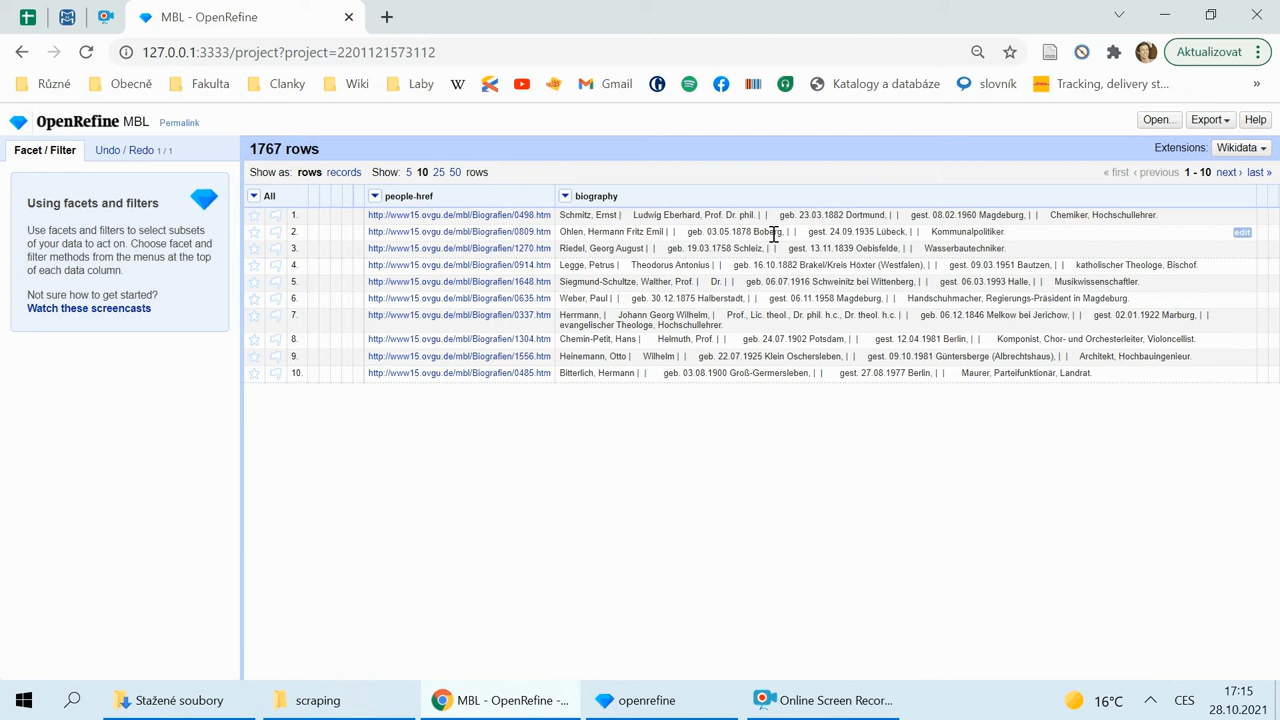 MBL - OpenRefine
127.0.0.1:3333/project?project=2201121573112
Aktualizovat
Různé
Obecně
Fakulta
Clanky
Wiki
Laby
W
Gmail
Katalogy a databáze
slovník
Tracking, delivery st...
»
OpenRefine MBL Permalink
Open...
Export
Help
Facet / Filter
Undo / Redo 1 / 1
1767 rows
Extensions: Wikidata
Show as: rows records Show: 5 10 25 50 rows
« first ‹ previous 1 - 10 next › last »
Using facets and filters
Use facets and filters to select subsets
of your data to act on. Choose facet and
filter methods from the menus at the top
of each data column.
Not sure how to get started?
Watch these screencasts
All people-href biography
1. http://www15.ovgu.de/mbl/Biografien/0498.htm Schmitz, Ernst | Ludwig Eberhard, Prof. Dr. phil. | | geb. 23.03.1882 Dortmund, | | gest. 08.02.1960 Magdeburg, | | Chemiker, Hochschullehrer.
2. http://www15.ovgu.de/mbl/Biografien/0809.htm Ohlen, Hermann Fritz Emil | | geb. 03.05.1878 | | gest. 24.09.1935 Lübeck, | | Kommunalpolitiker. edit
3. http://www15.ovgu.de/mbl/Biografien/1270.htm Riedel, Georg August | | geb. 19.03.1758 Schleiz, | | gest. 13.11.1839 Oebisfelde, | | Wasserbautechniker.
4. http://www15.ovgu.de/mbl/Biografien/0914.htm Legge, Petrus | Theodorus Antonius | | geb. 16.10.1882 Brakel/Kreis Höxter (Westfalen), | | gest. 09.03.1951 Bautzen, | | katholischer Theologe, Bischof.
5. http://www15.ovgu.de/mbl/Biografien/1648.htm Siegmund-Schultze, Walther, Prof. | Dr. | | geb. 06.07.1916 Schweinitz bei Wittenberg, | | gest. 06.03.1993 Halle, | | Musikwissenschaftler.
6. http://www15.ovgu.de/mbl/Biografien/0635.htm Weber, Paul | | geb. 30.12.1875 Halberstadt, | | gest. 06.11.1958 Magdeburg, | | Handschuhmacher, Regierungs-Präsident in Magdeburg.
7. http://www15.ovgu.de/mbl/Biografien/0337.htm Herrmann, | Johann Georg Wilhelm, | Prof., Lic. theol., Dr. phil. h.c., Dr. theol. h.c. | | geb. 06.12.1846 Melkow bei Jerichow, | | gest. 02.01.1922 Marburg, | |
evangelischer Theologe, Hochschullehrer.
8. http://www15.ovgu.de/mbl/Biografien/1304.htm Chemin-Petit, Hans | Helmuth, Prof. | | geb. 24.07.1902 Potsdam, | | gest. 12.04.1981 Berlin, | | Komponist, Chor- und Orchesterleiter, Violoncellist.
9. http://www15.ovgu.de/mbl/Biografien/1556.htm Heinemann, Otto | Wilhelm | | geb. 22.07.1925 Klein Oschersleben, | | gest. 09.10.1981 Güntersberge (Albrechtshaus), | | Architekt, Hochbauingenieur.
10. http://www15.ovgu.de/mbl/Biografien/0485.htm Bitterlich, Hermann | | geb. 03.08.1900 Groß-Germersleben, | | gest. 27.08.1977 Berlin, | | Maurer, Parteifunktionär, Landrat.
Stažené soubory
scraping
MBL - OpenRefine -...
openrefine
Online Screen Recor...
16°C
CES
17:15
28.10.2021